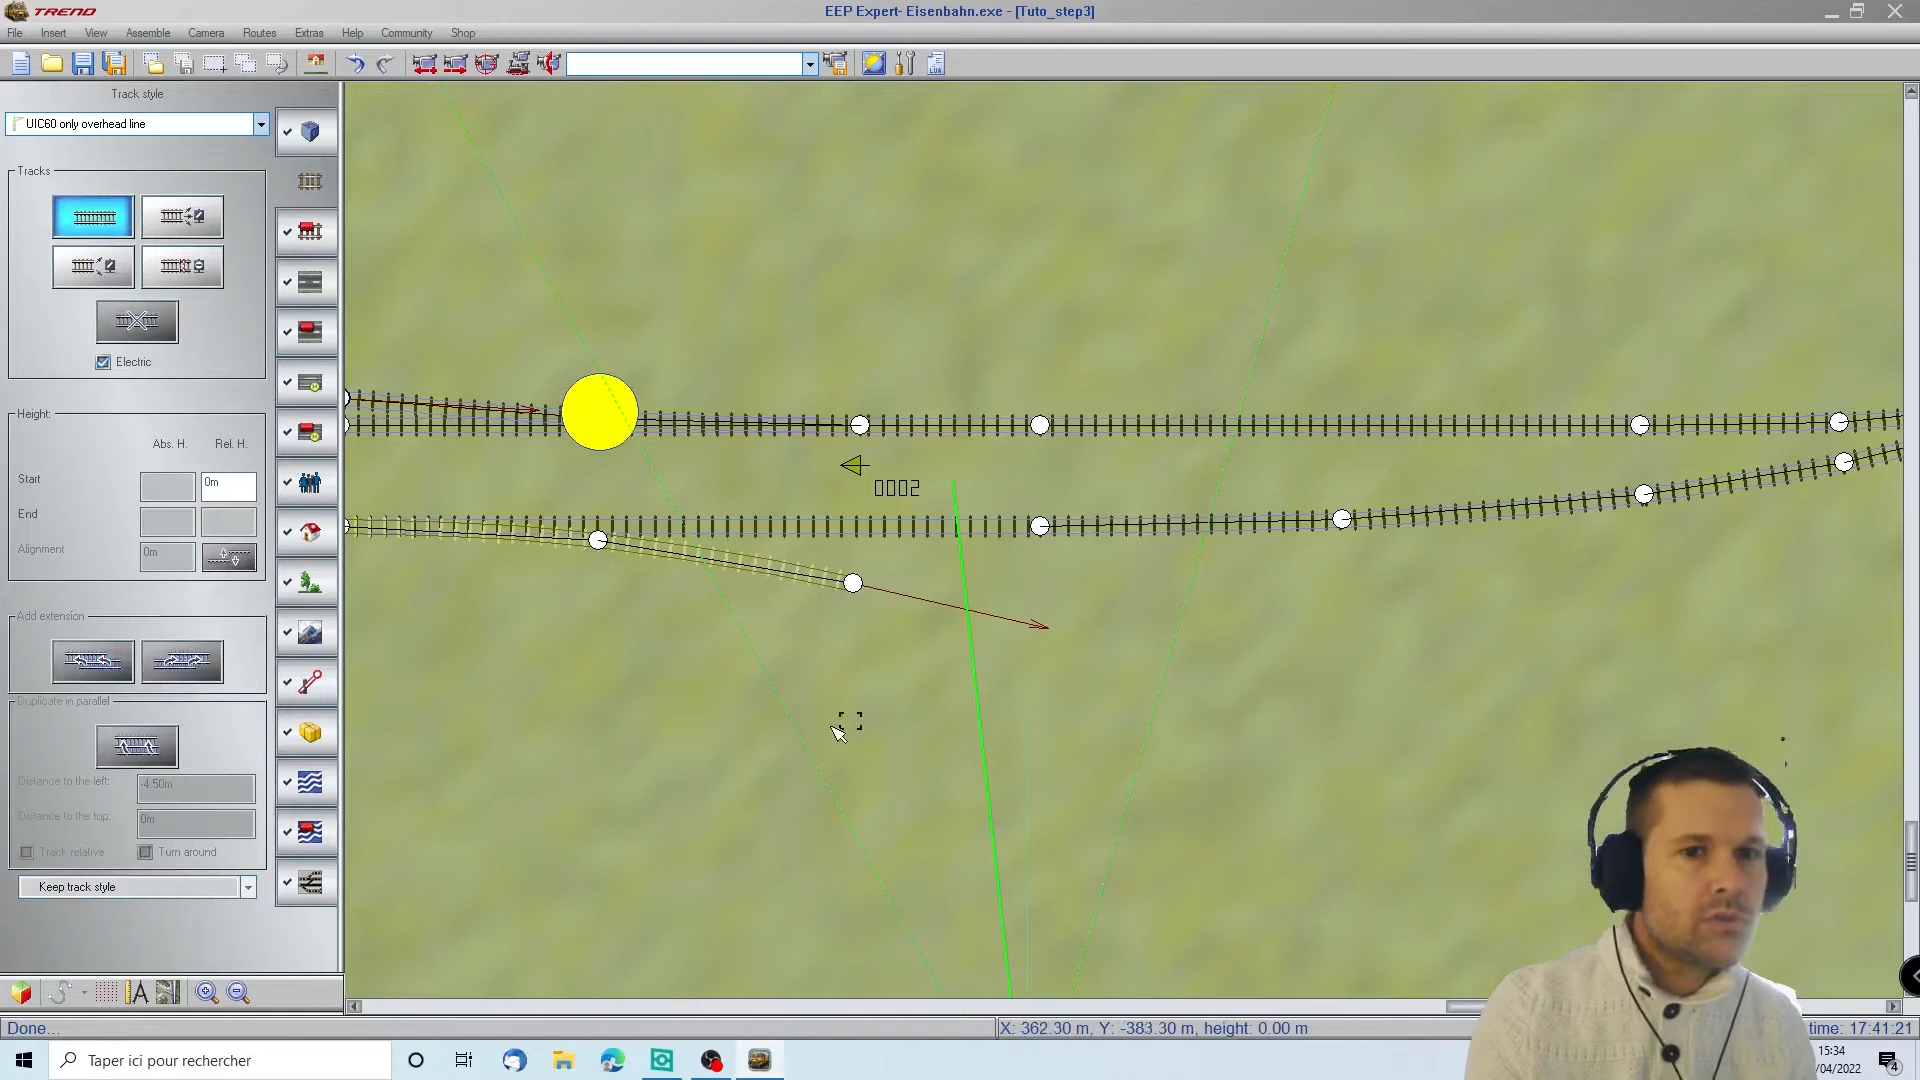 TREND
EEP Expert- Eisenbahn.exe - [Tuto_step3]
File Insert View Assemble Camera Routes Extras Help Community Shop
LUA
Track style
UIC60 only overhead line
Tracks
Electric
Height:
Abs. H. Rel. H.
Start 0m
End
Alignment 0m
Add extension
Duplicate in parallel
Distance to the left: -4.50m
Distance to the top: 0m
Track relative Turn around
Keep track style
0002
Done...
X: 362.30 m, Y: -383.30 m, height: 0.00 m
time: 17:41:21
Taper ici pour rechercher
15:34
/04/2022
4